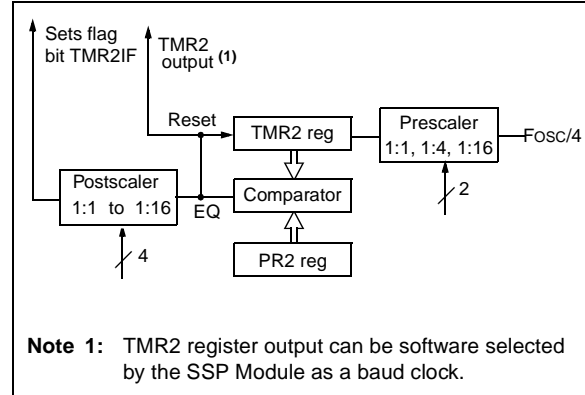 Sets flag
bit TMR2IF
TMR2
output (1)
Reset
TMR2 reg
Prescaler
1:1, 1:4, 1:16
FOSC/4
2
Postscaler
1:1 to 1:16
EQ
Comparator
4
PR2 reg
Note 1: TMR2 register output can be software selected
by the SSP Module as a baud clock.